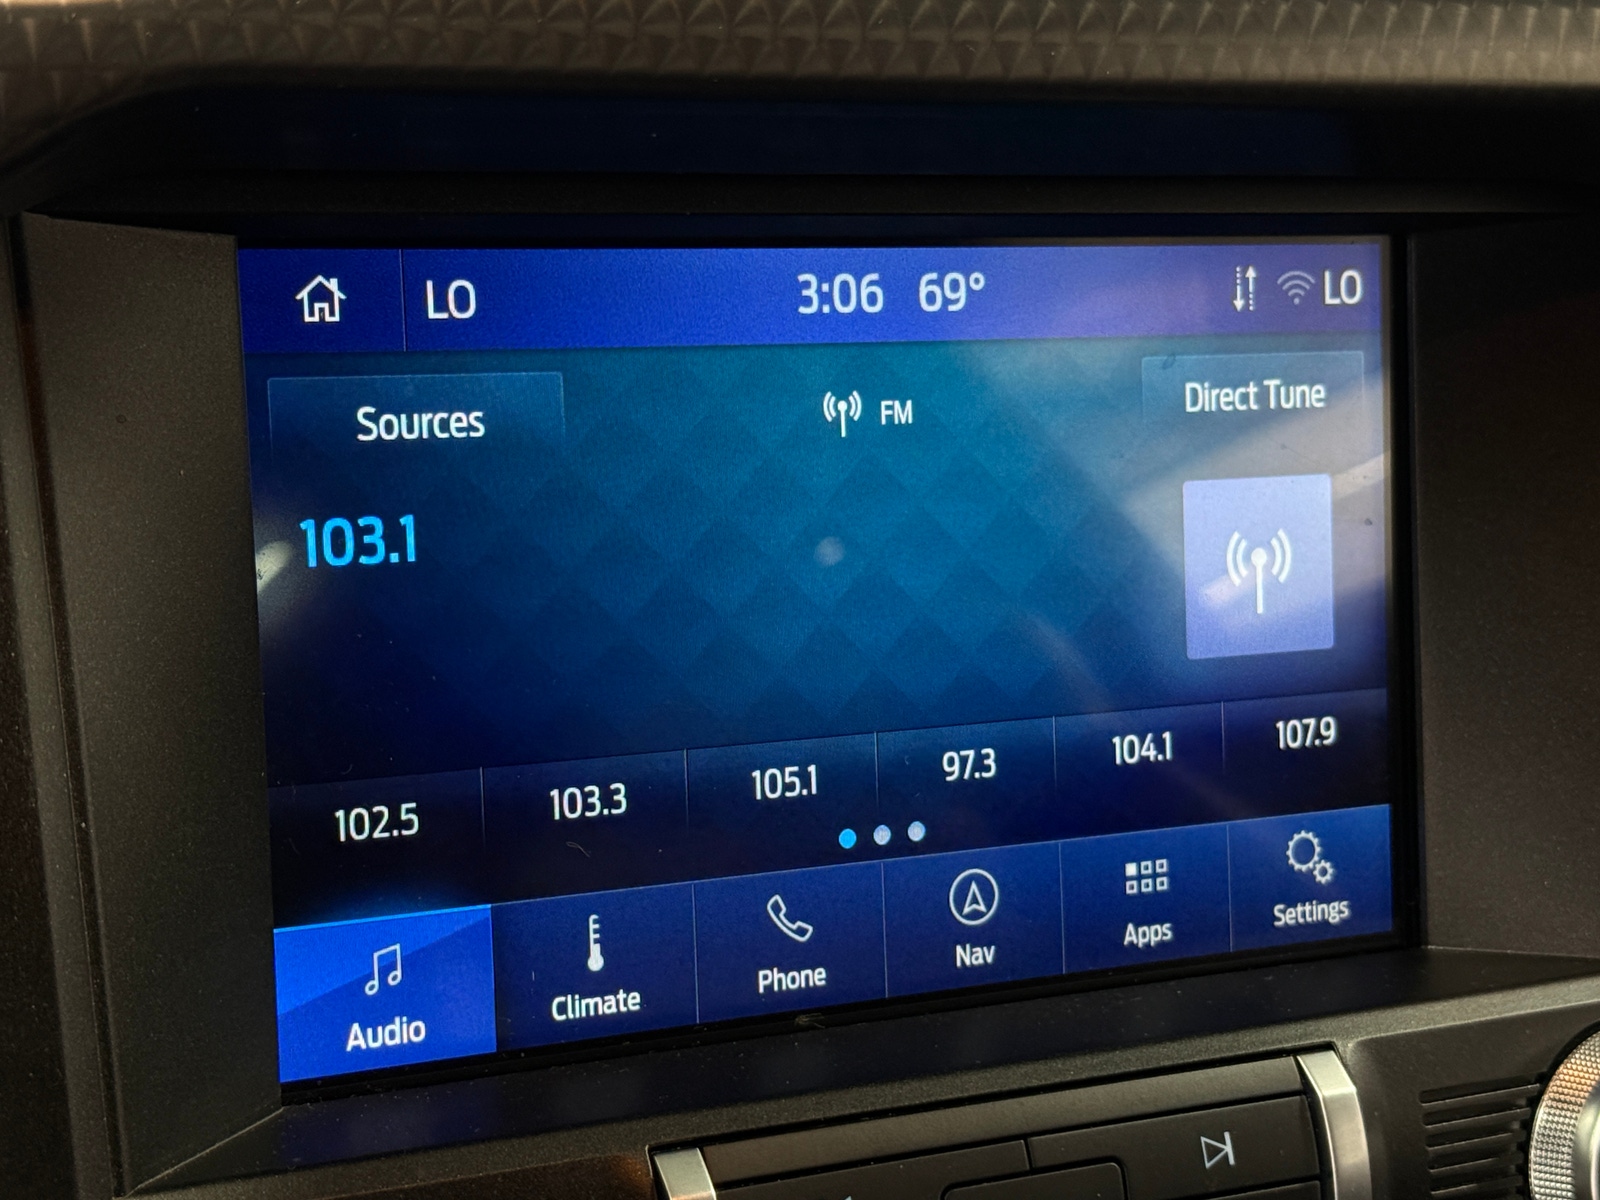 LO 3:06 69° LO
Sources FM Direct Tune
103.1
102.5 103.3 105.1 97.3 104.1 107.9
Audio Climate Phone Nav Apps Settings